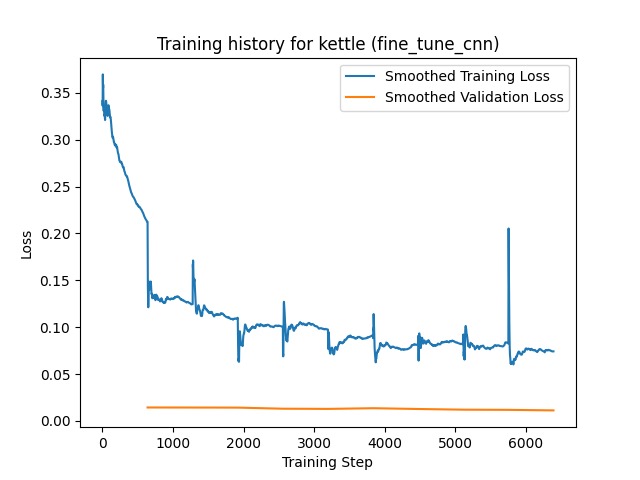 Training history for kettle (fine_tune_cnn)
Smoothed Training Loss
Smoothed Validation Loss
0.35
0.30
0.25
0.20
0.15
0.10
0.05
0.00
Loss
0 1000 2000 3000 4000 5000 6000
Training Step